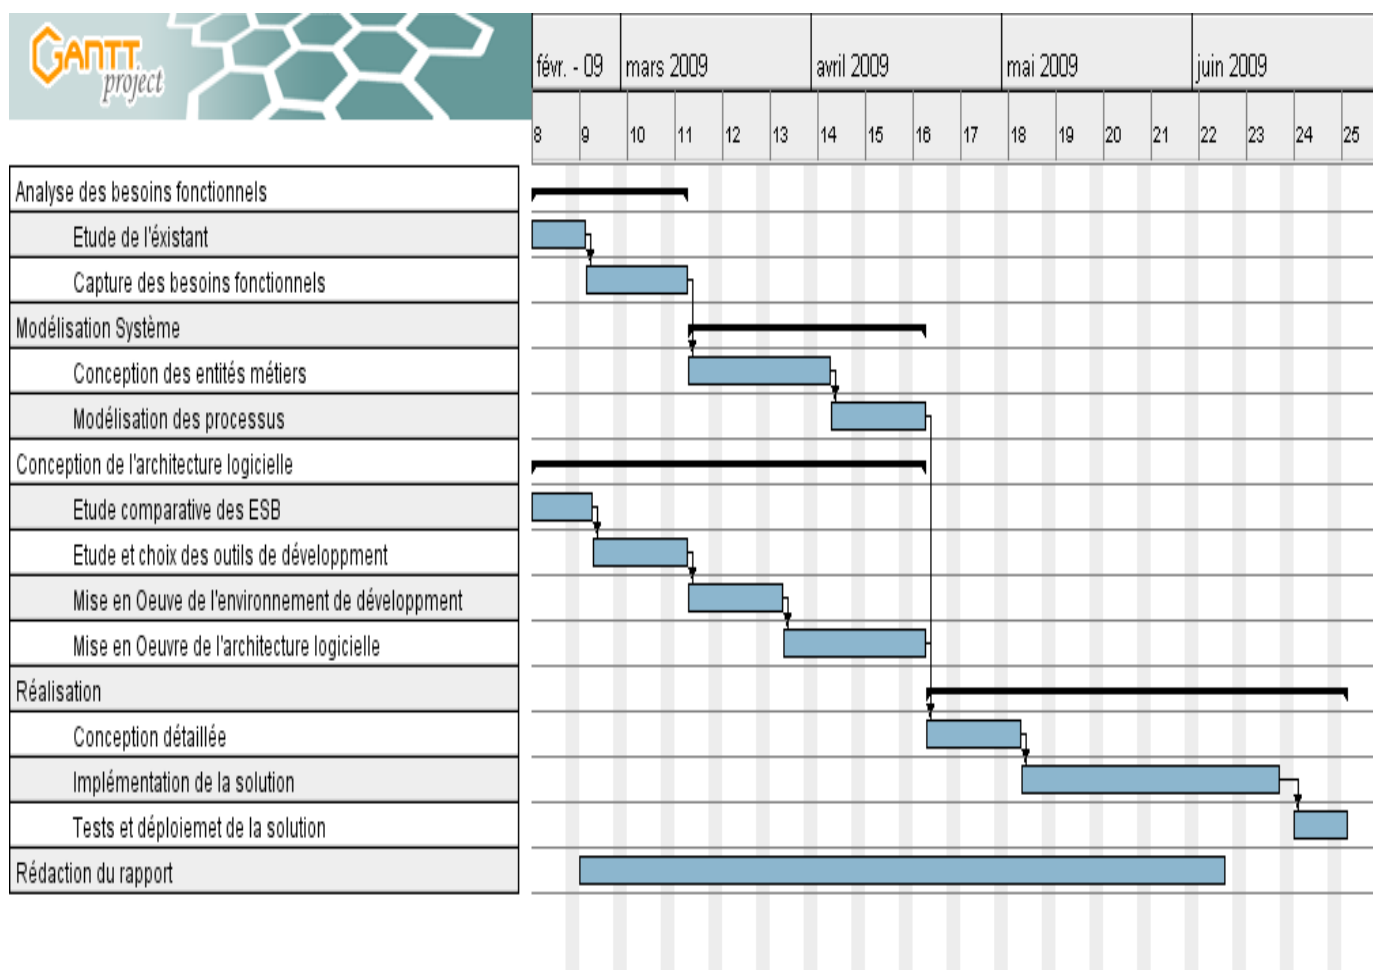 GANTT
project
févr. - 09 mars 2009 avril 2009 mai 2009 juin 2009
8 9 10 11 12 13 14 15 16 17 18 19 20 21 22 23 24 25
Analyse des besoins fonctionnels
Etude de l'éxistant
Capture des besoins fonctionnels
Modélisation Système
Conception des entités métiers
Modélisation des processus
Conception de l'architecture logicielle
Etude comparative des ESB
Etude et choix des outils de développment
Mise en Oeuve de l'environnement de développment
Mise en Oeuvre de l'architecture logicielle
Réalisation
Conception détaillée
Implémentation de la solution
Tests et déploiemet de la solution
Rédaction du rapport